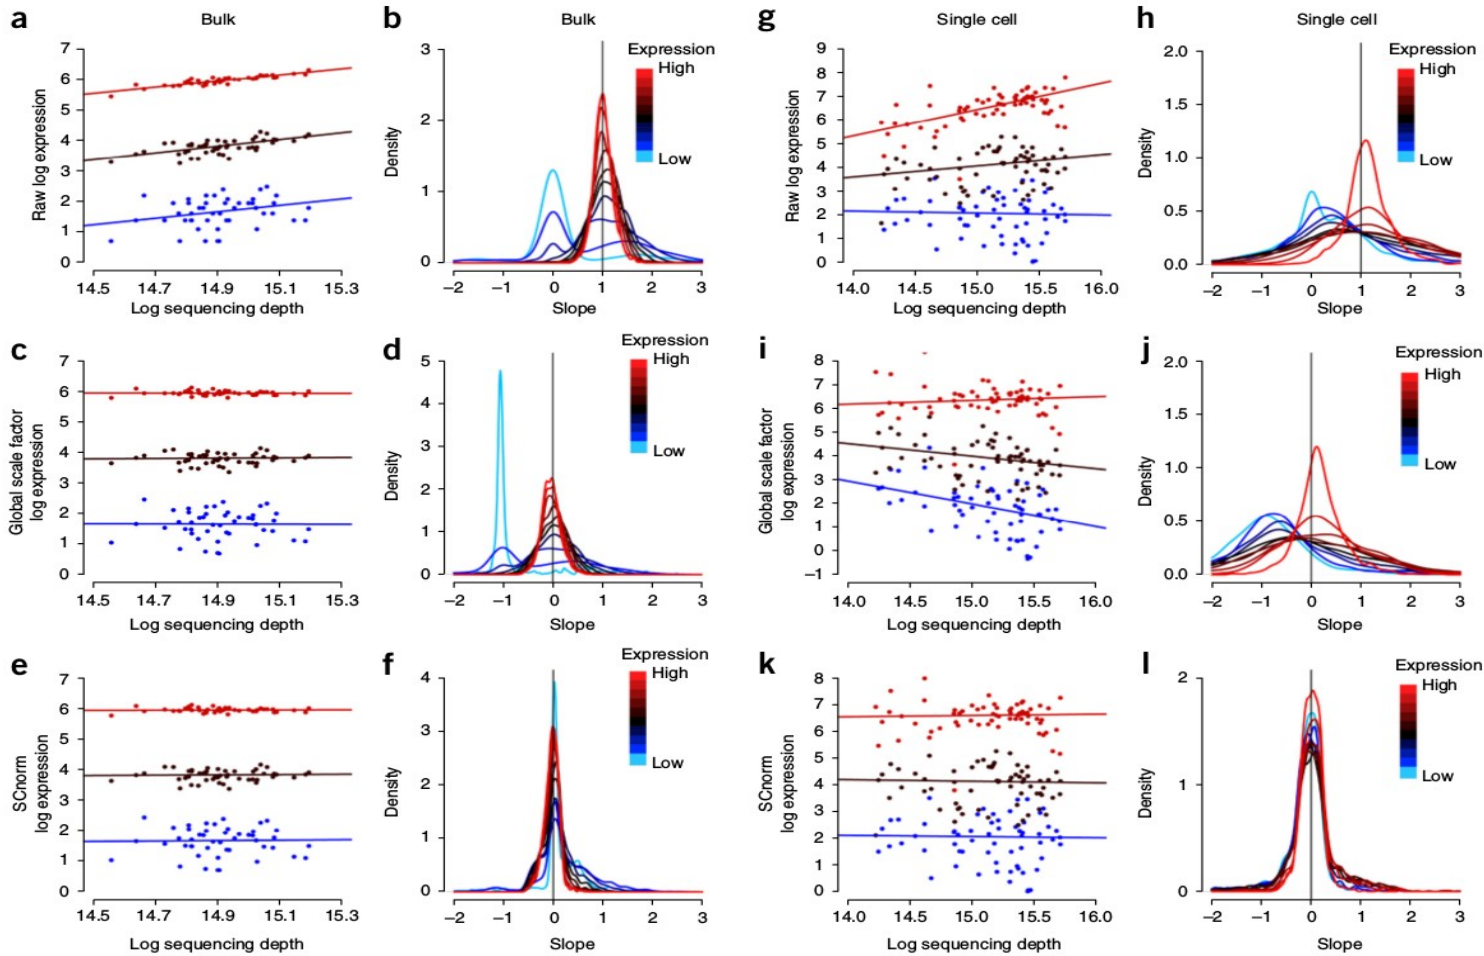 a Bulk
7
6
5
4
3
2
1
0
Raw log expression
14.5 14.7 14.9 15.1 15.3
Log sequencing depth
b Bulk
Expression
High
Low
3
2
1
0
Density
–2 –1 0 1 2 3
Slope
g Single cell
9
8
7
6
5
4
3
2
1
0
Raw log expression
14.0 14.5 15.0 15.5 16.0
Log sequencing depth
h Single cell
Expression
High
Low
2.0
1.5
1.0
0.5
0.0
Density
–2 –1 0 1 2 3
Slope
c
7
6
5
4
3
2
1
0
Global scale factor
log expression
14.5 14.7 14.9 15.1 15.3
Log sequencing depth
d
Expression
High
Low
5
4
3
2
1
0
Density
–2 –1 0 1 2 3
Slope
i
8
7
6
5
4
3
2
1
0
–1
Global scale factor
log expression
14.0 14.5 15.0 15.5 16.0
Log sequencing depth
j
Expression
High
Low
2.0
1.5
1.0
0.5
0.0
Density
–2 –1 0 1 2 3
Slope
e
7
6
5
4
3
2
1
0
SCnorm
log expression
14.5 14.7 14.9 15.1 15.3
Log sequencing depth
f
Expression
High
Low
4
3
2
1
0
Density
–2 –1 0 1 2 3
Slope
k
8
7
6
5
4
3
2
1
0
SCnorm
log expression
14.0 14.5 15.0 15.5 16.0
Log sequencing depth
l
Expression
High
Low
2
1
0
Density
–2 –1 0 1 2 3
Slope